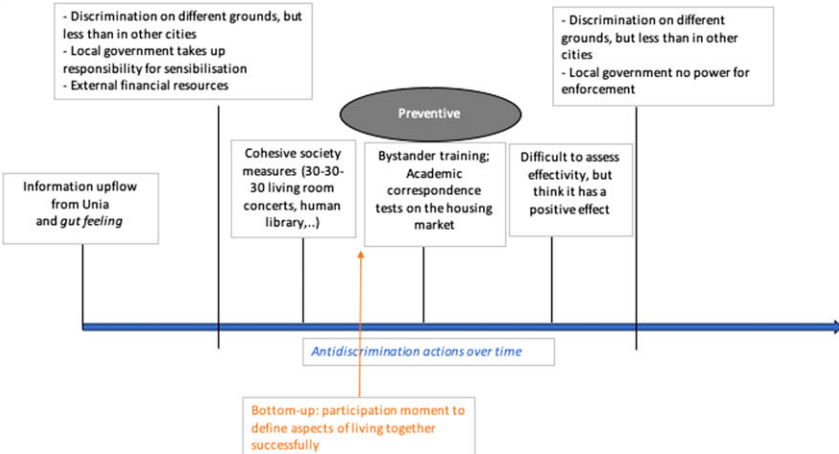 - Discrimination on different grounds, but
less than in other cities
- Local government takes up
responsibility for sensibilisation
- External financial resources
- Discrimination on different
grounds, but less than in other
cities
- Local government no power for
enforcement
Preventive
Information upflow
from Unia
and gut feeling
Cohesive society
measures (30-30-
30 living room
concerts, human
library,..)
Bystander training;
Academic
correspondence
tests on the housing
market
Difficult to assess
effectivity, but
think it has a
positive effect
Antidiscrimination actions over time
Bottom-up: participation moment to
define aspects of living together
successfully